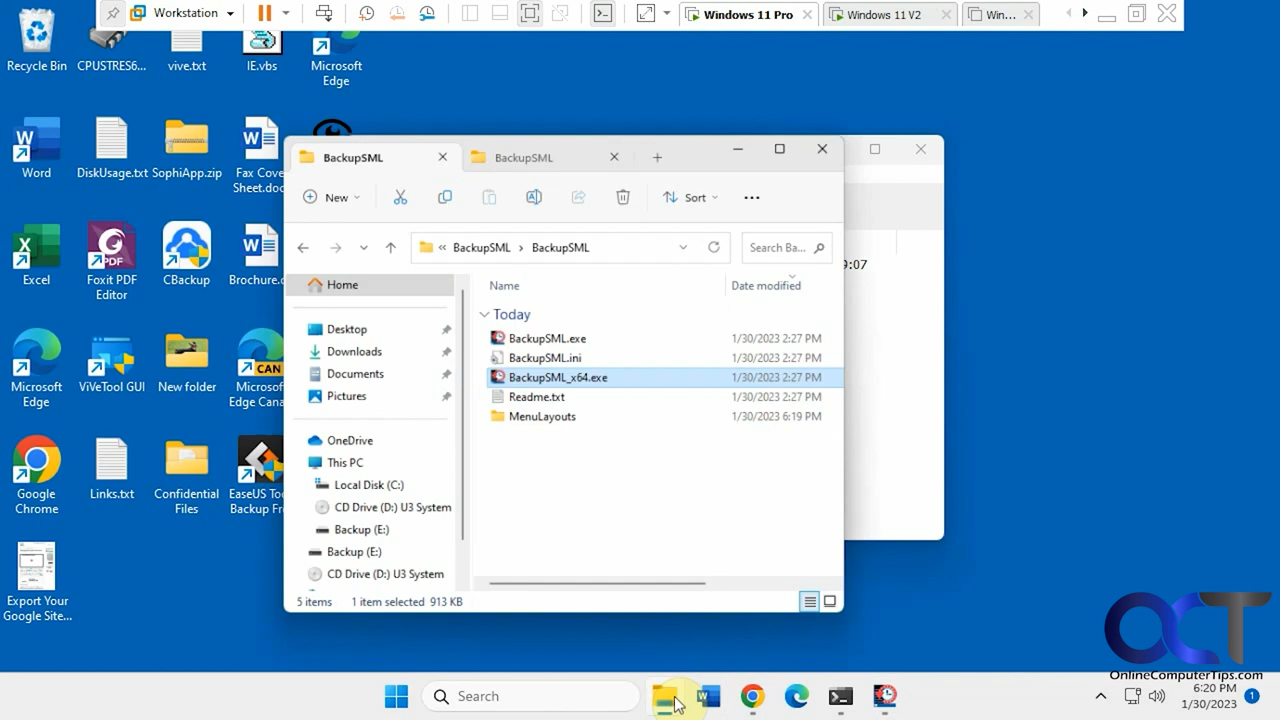 Workstation
Windows 11 Pro
Windows 11 V2
Win...
Recycle Bin
CPUSTRES6...
vive.txt
IE.vbs
Microsoft
Edge
Word
DiskUsage.txt
SophiApp.zip
Fax Cove
Sheet.doc
Excel
Foxit PDF
Editor
CBackup
Brochure.c
Microsoft
Edge
ViVeTool GUI
New folder
CAN
Microsof
Edge Cana
Google
Chrome
Links.txt
Confidential
Files
EaseUS To
Backup Fr
Export Your
Google Site...
BackupSML
BackupSML
New
Sort
BackupSML
BackupSML
Search Ba...
9:07
Home
Desktop
Downloads
Documents
Pictures
OneDrive
This PC
Local Disk (C:)
CD Drive (D:) U3 System
Backup (E:)
Backup (E:)
CD Drive (D:) U3 System
Name
Date modified
Today
BackupSML.exe 1/30/2023 2:27 PM
BackupSML.ini 1/30/2023 2:27 PM
BackupSML_x64.exe 1/30/2023 2:27 PM
Readme.txt 1/30/2023 2:27 PM
MenuLayouts 1/30/2023 6:19 PM
5 items
1 item selected 913 KB
OCT
OnlineComputerTips.com
Search
6:20 PM
1/30/2023
1